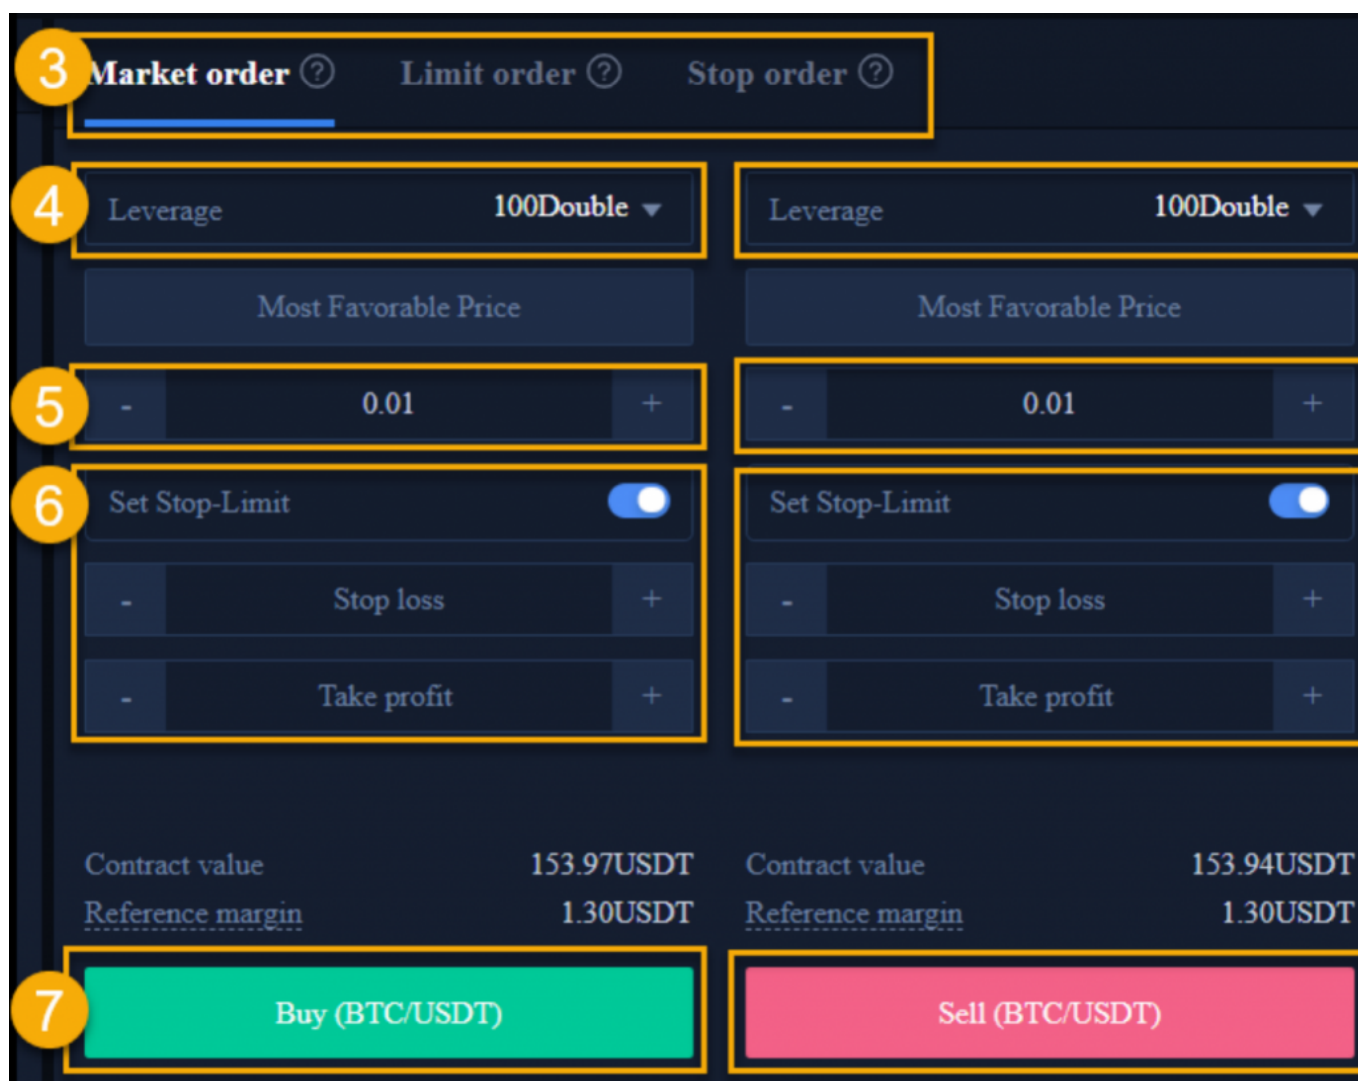 3 Market order ? Limit order ? Stop order ?
4 Leverage 100Double Leverage 100Double
Most Favorable Price Most Favorable Price
5 - 0.01 + - 0.01 +
6 Set Stop-Limit Set Stop-Limit
- Stop loss + - Stop loss +
- Take profit + - Take profit +
Contract value 153.97USDT Contract value 153.94USDT
Reference margin 1.30USDT Reference margin 1.30USDT
7 Buy (BTC/USDT) Sell (BTC/USDT)